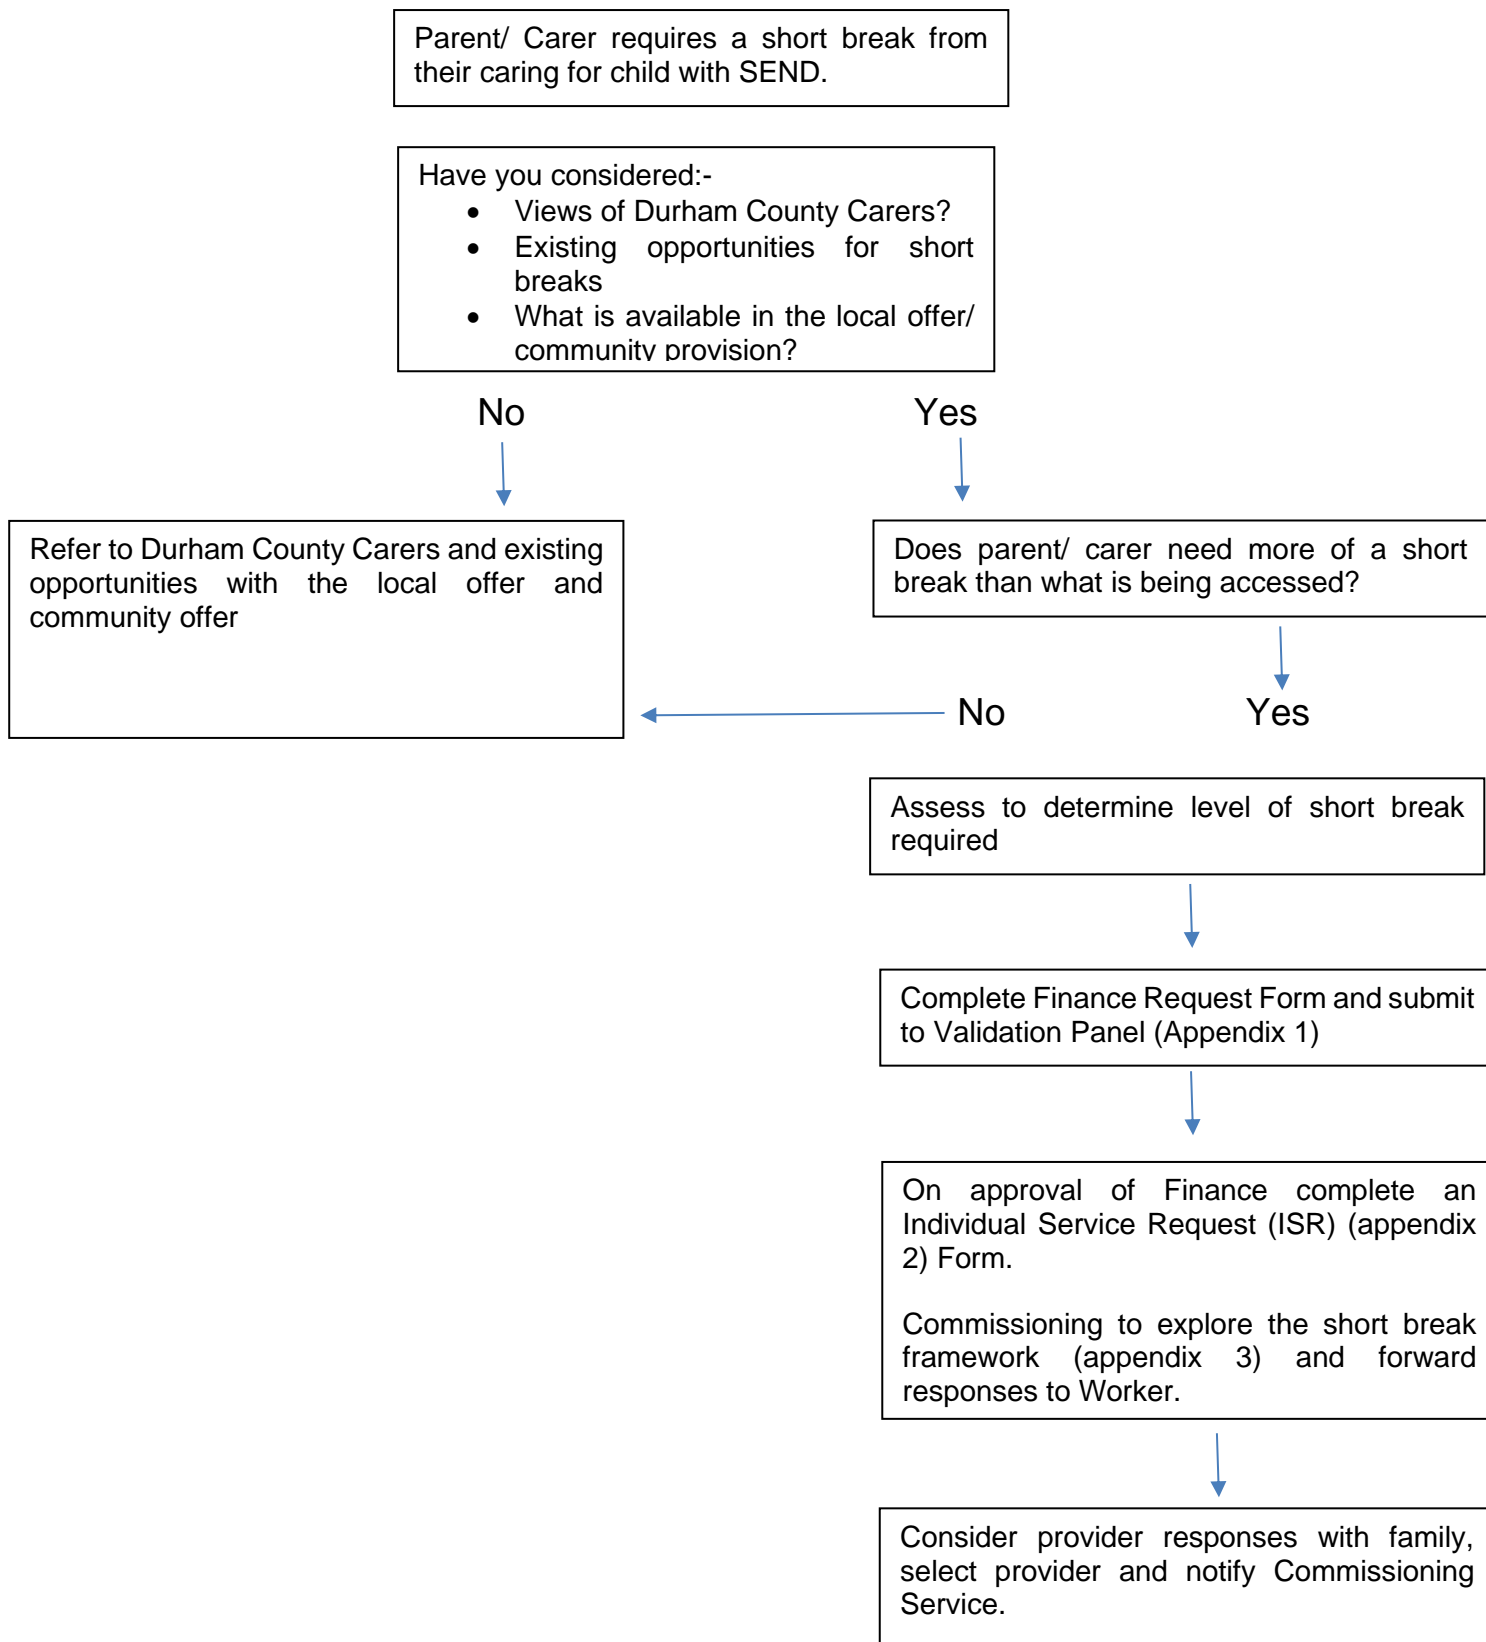 Parent/ Carer requires a short break from
their caring for child with SEND.
Have you considered:-
• Views of Durham County Carers?
• Existing opportunities for short
breaks
• What is available in the local offer/
community provision?
No
Yes
Refer to Durham County Carers and existing
opportunities with the local offer and
community offer
Does parent/ carer need more of a short
break than what is being accessed?
No
Yes
Assess to determine level of short break
required
Complete Finance Request Form and submit
to Validation Panel (Appendix 1)
On approval of Finance complete an
Individual Service Request (ISR) (appendix
2) Form.
Commissioning to explore the short break
framework (appendix 3) and forward
responses to Worker.
Consider provider responses with family,
select provider and notify Commissioning
Service.